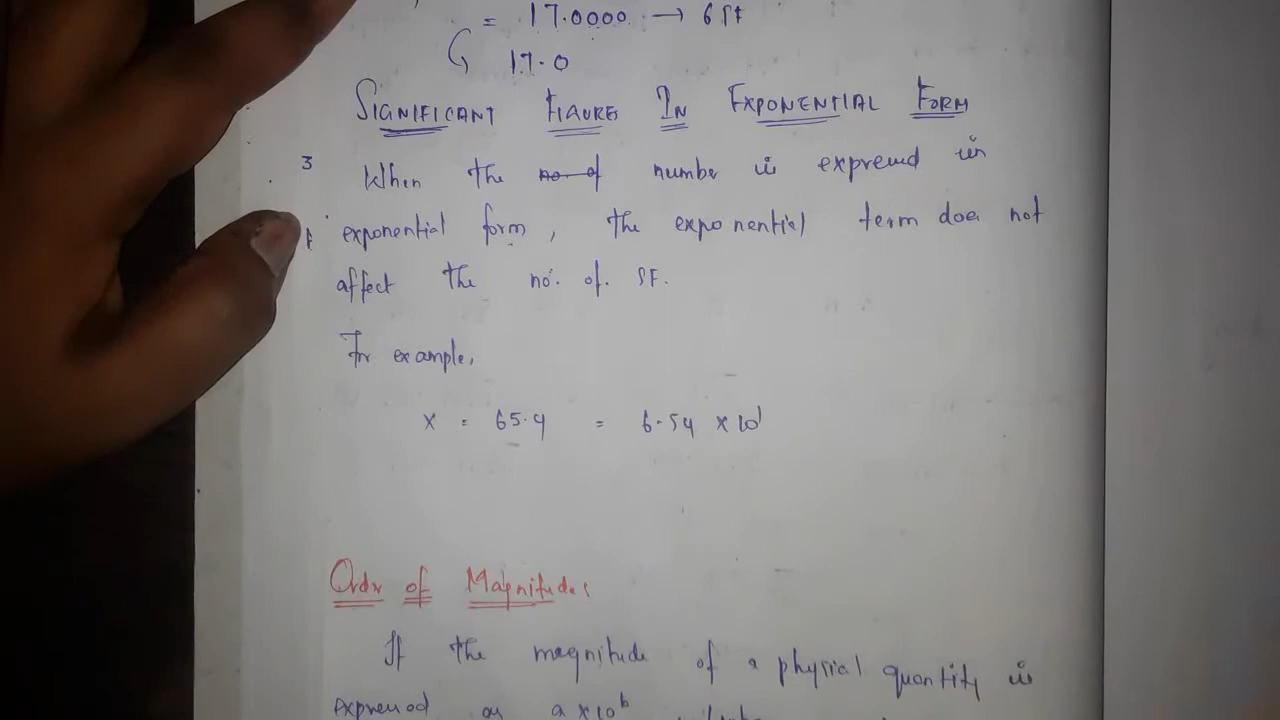 = 17.0000 → 6 SF
17.0
SIGNIFICANT FIGURE IN EXPONENTIAL FORM
3 When the no of number is expressed in
exponential form, the exponential term does not
affect the no. of. SF.
For example,
x = 65.4 = 6.54 x 10¹
Order of Magnitude:
If the magnitude of a physical quantity is
expressed as a x 10ᵇ